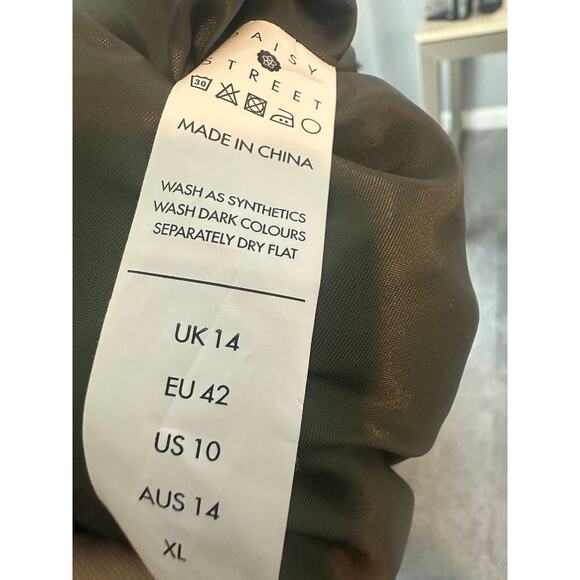 DAISY
STREET
30
MADE IN CHINA
WASH AS SYNTHETICS
WASH DARK COLOURS
SEPARATELY DRY FLAT
UK 14
EU 42
US 10
AUS 14
XL